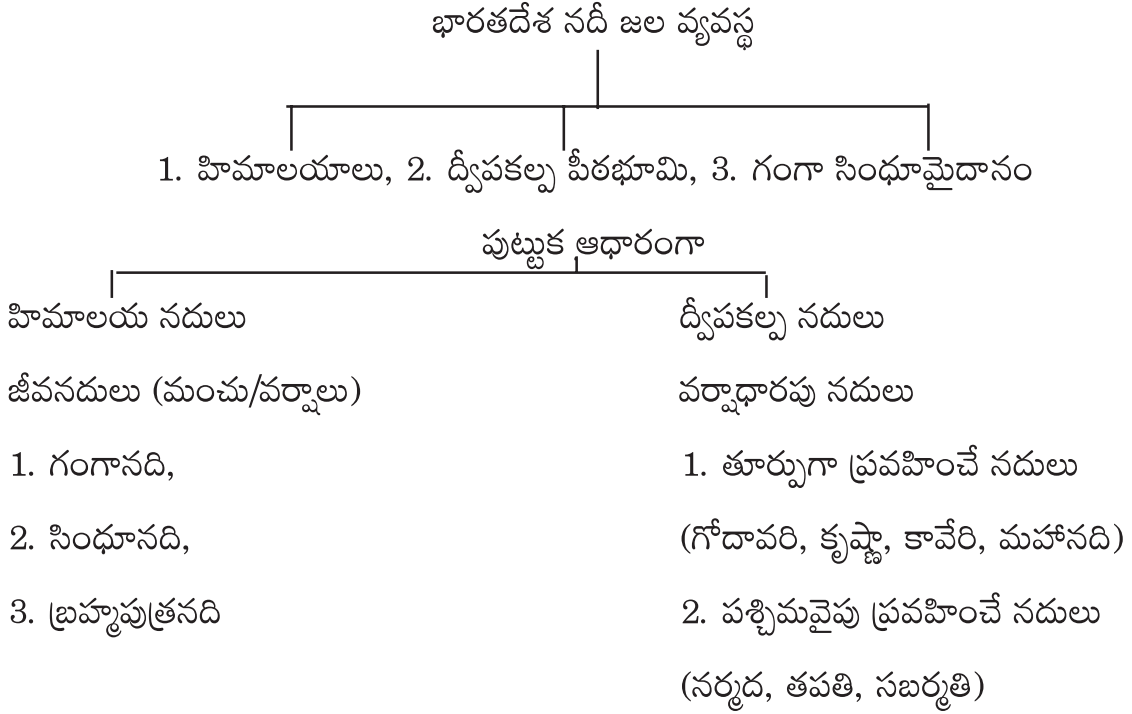 భారతదేశ నదీ జల వ్యవస్థ
1. హిమాలయాలు, 2. ద్వీపకల్ప పీఠభూమి, 3. గంగా సింధూమైదానం
పుట్టుక ఆధారంగా
హిమాలయ నదులు
జీవనదులు (మంచు/వర్షాలు)
1. గంగానది,
2. సింధూనది,
3. బ్రహ్మపుత్రనది
ద్వీపకల్ప నదులు
వర్షాధారపు నదులు
1. తూర్పుగా ప్రవహించే నదులు
(గోదావరి, కృష్ణా, కావేరి, మహానది)
2. పశ్చిమవైపు ప్రవహించే నదులు
(నర్మద, తపతి, సబర్మతి)